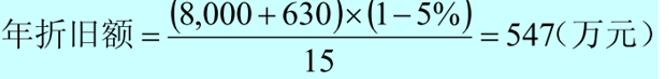 年折旧额 = (8,000+630)×(1−5%) / 15 = 547(万元)